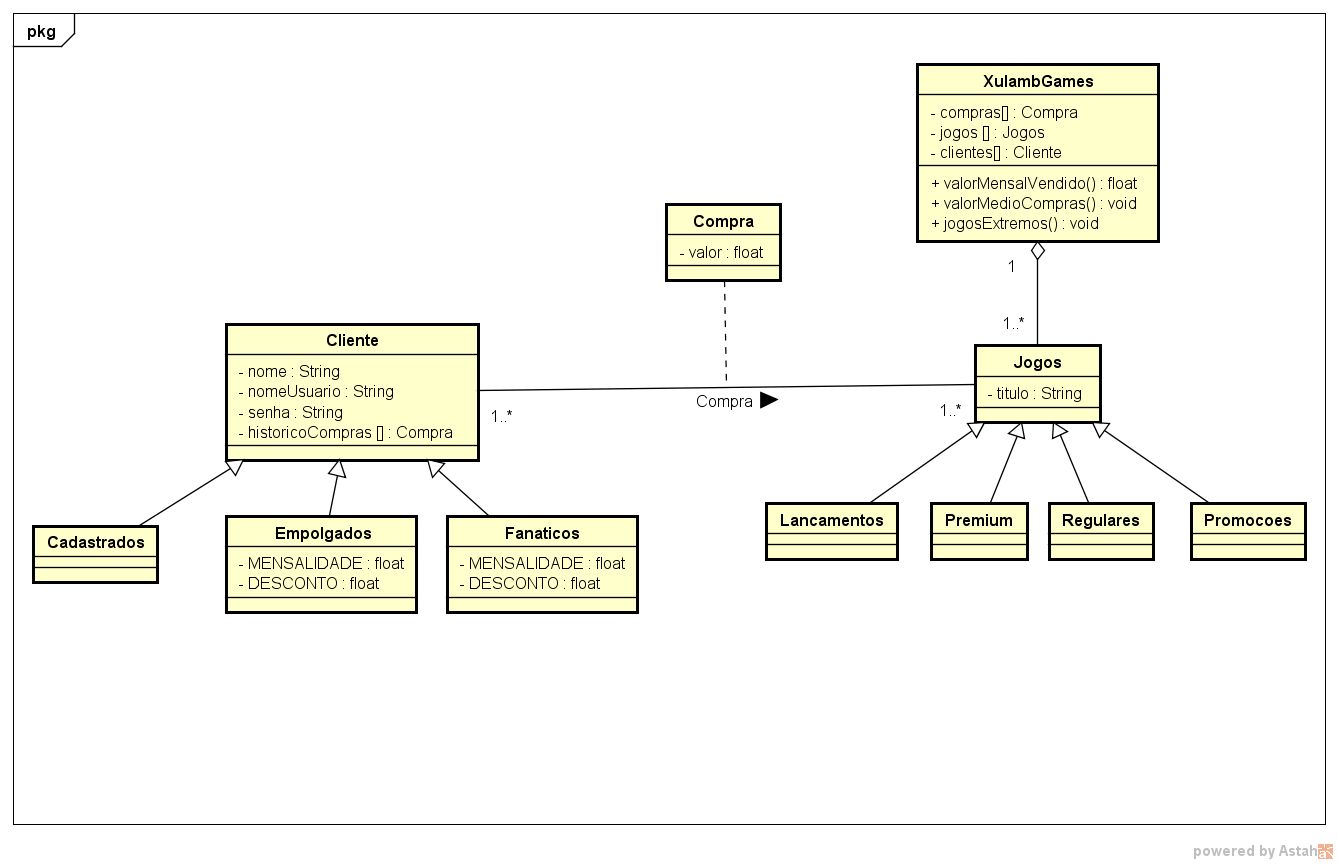 pkg
XulambGames
- compras[] : Compra
- jogos [] : Jogos
- clientes[] : Cliente
+ valorMensalVendido() : float
+ valorMedioCompras() : void
+ jogosExtremos() : void
1
1..*
Compra
- valor : float
Cliente
- nome : String
- nomeUsuario : String
- senha : String
- historicoCompras [] : Compra
1..*
Compra
1..*
Jogos
- titulo : String
Cadastrados
Empolgados
- MENSALIDADE : float
- DESCONTO : float
Fanaticos
- MENSALIDADE : float
- DESCONTO : float
Lancamentos
Premium
Regulares
Promocoes
powered by Astah